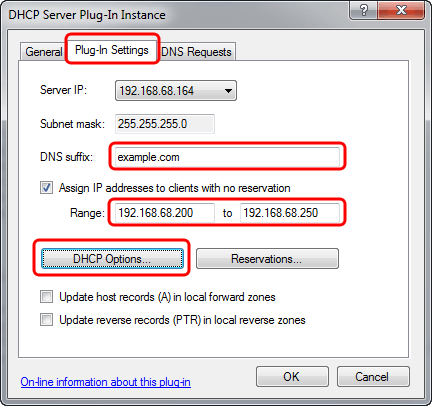 DHCP Server Plug-In Instance
General Plug-In Settings DNS Requests
Server IP: 192.168.68.164
Subnet mask: 255.255.255.0
DNS suffix: example.com
Assign IP addresses to clients with no reservation
Range: 192.168.68.200 to 192.168.68.250
DHCP Options... Reservations...
Update host records (A) in local forward zones
Update reverse records (PTR) in local reverse zones
On-line information about this plug-in OK Cancel